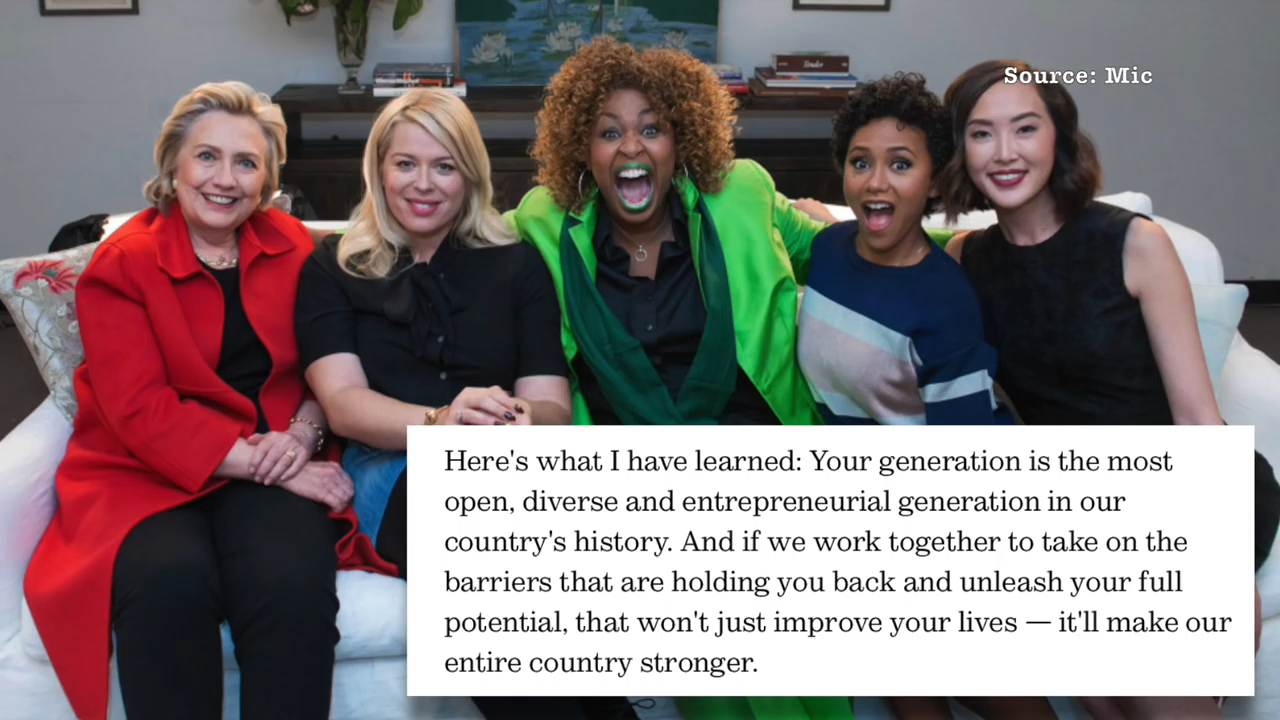 Tender
Source: Mic
Here's what I have learned: Your generation is the most
open, diverse and entrepreneurial generation in our
country's history. And if we work together to take on the
barriers that are holding you back and unleash your full
potential, that won't just improve your lives — it'll make our
entire country stronger.